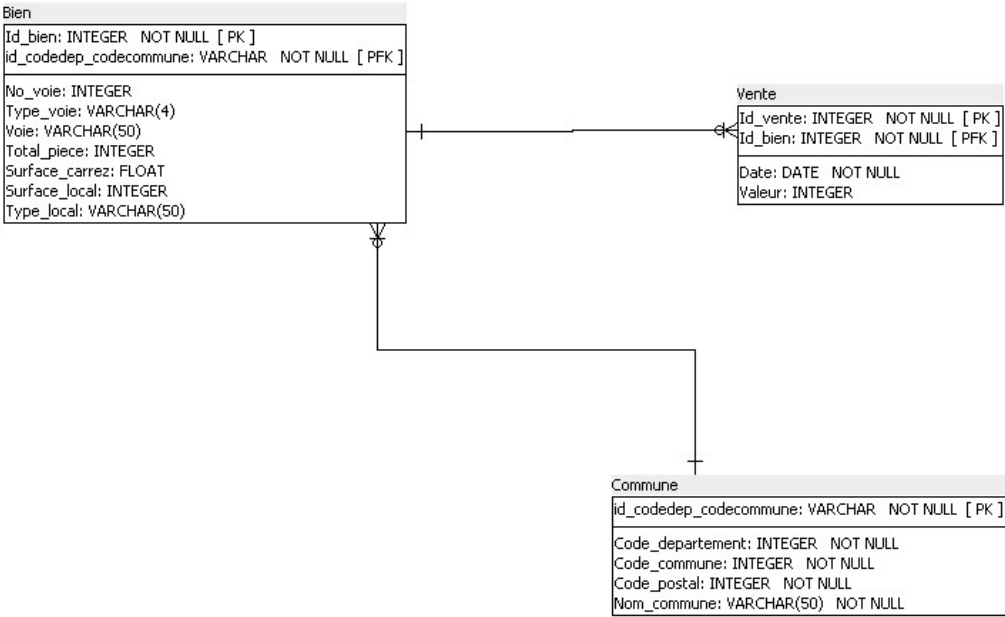 Bien
Id_bien: INTEGER NOT NULL [ PK ]
id_codedep_codecommune: VARCHAR NOT NULL [ PFK ]
No_voie: INTEGER
Type_voie: VARCHAR(4)
Voie: VARCHAR(50)
Total_piece: INTEGER
Surface_carrez: FLOAT
Surface_local: INTEGER
Type_local: VARCHAR(50)
Vente
Id_vente: INTEGER NOT NULL [ PK ]
Id_bien: INTEGER NOT NULL [ PFK ]
Date: DATE NOT NULL
Valeur: INTEGER
Commune
id_codedep_codecommune: VARCHAR NOT NULL [ PK ]
Code_departement: INTEGER NOT NULL
Code_commune: INTEGER NOT NULL
Code_postal: INTEGER NOT NULL
Nom_commune: VARCHAR(50) NOT NULL